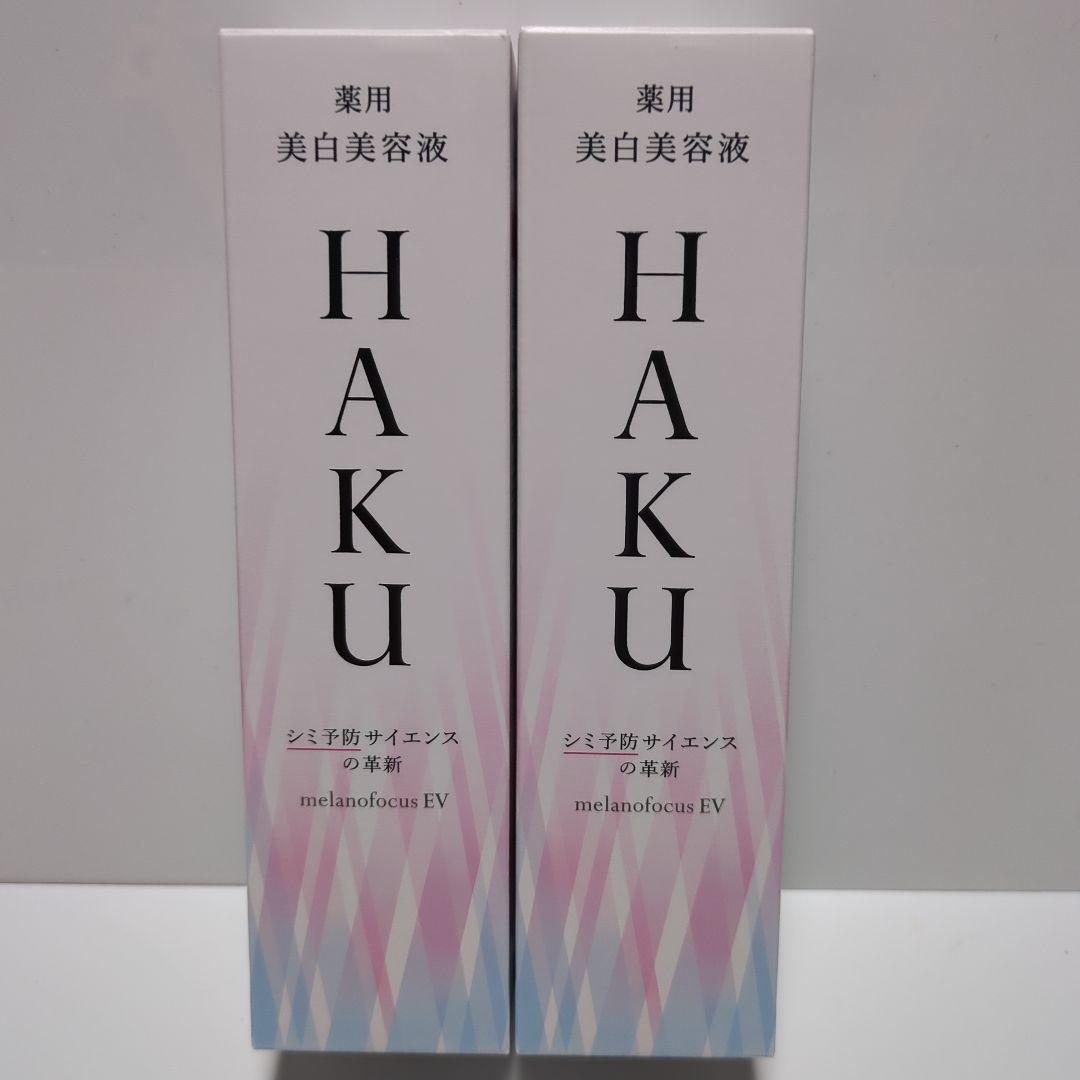 薬用
美白美容液
HAKU
シミ予防サイエンス
の革新
melanofocus EV
薬用
美白美容液
HAKU
シミ予防サイエンス
の革新
melanofocus EV